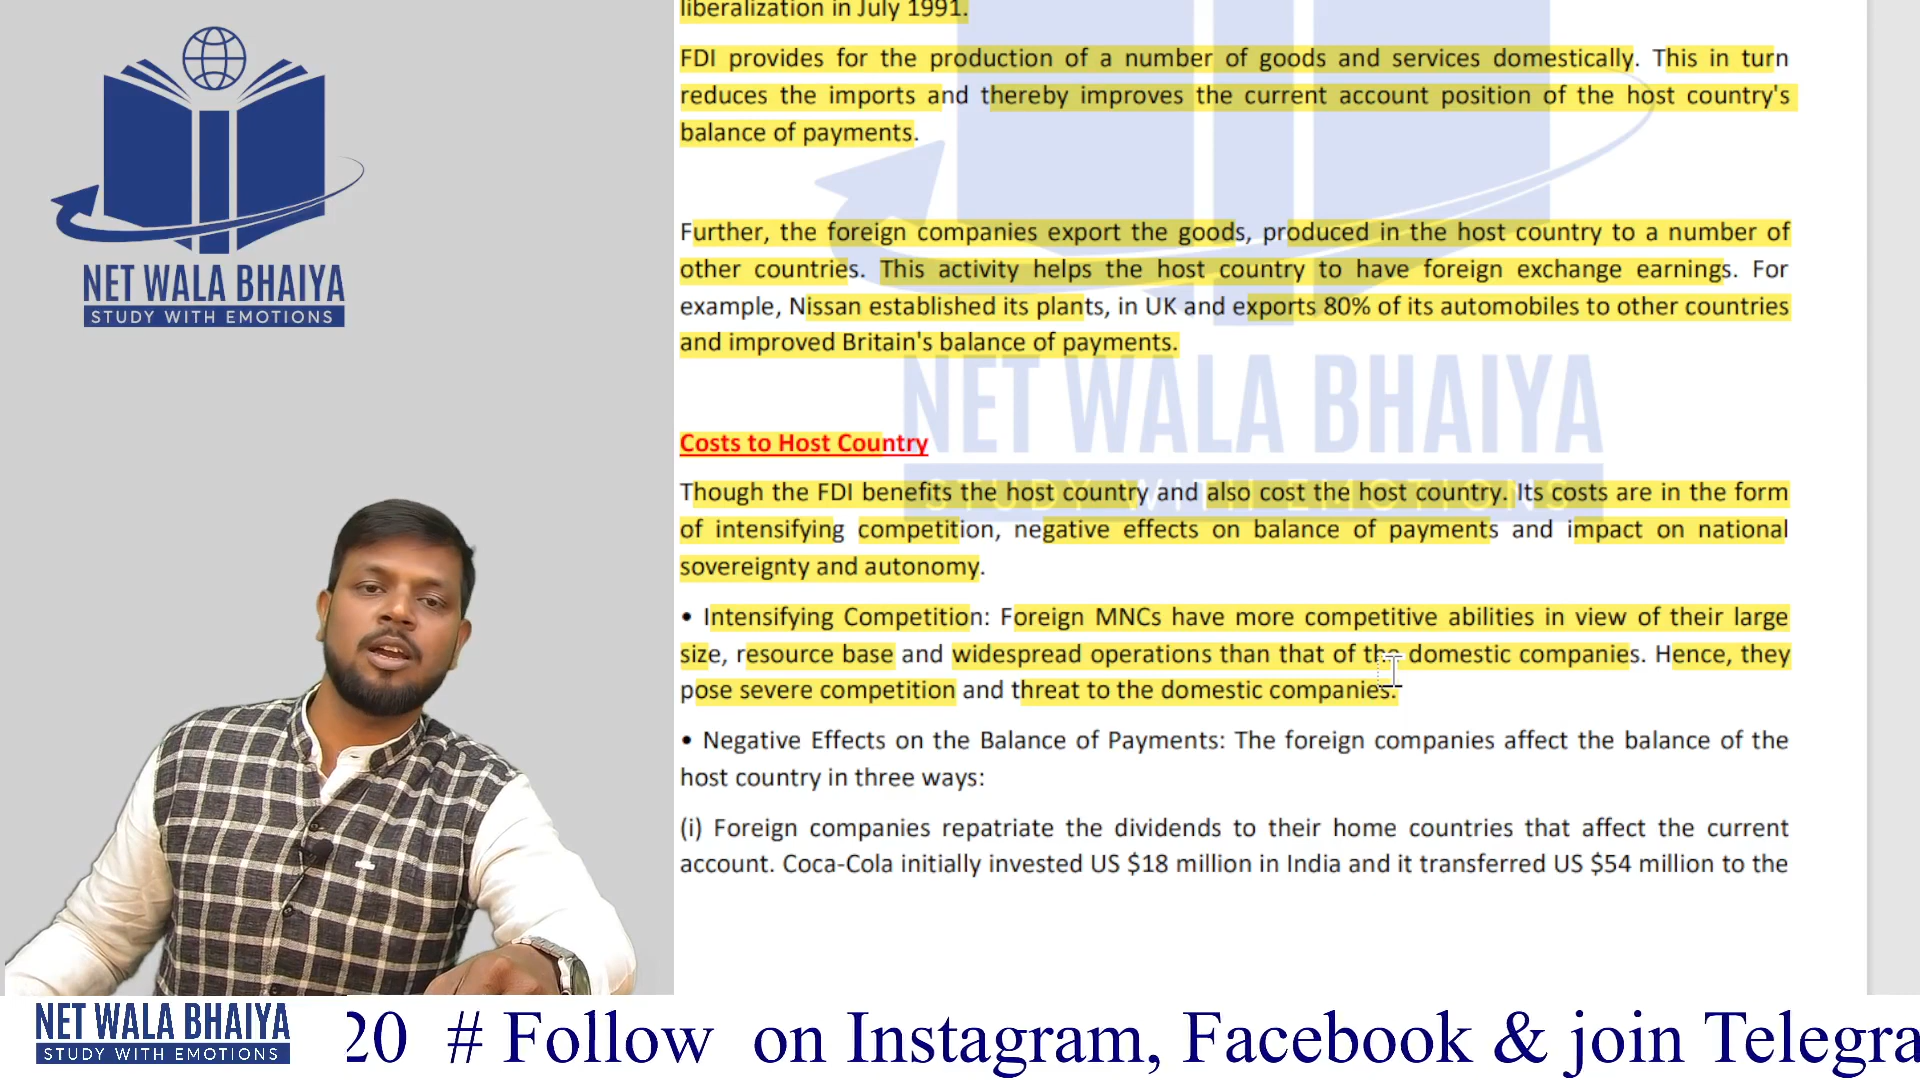 NET WALA BHAIYA
STUDY WITH EMOTIONS
liberalization in July 1991.
FDI provides for the production of a number of goods and services domestically. This in turn
reduces the imports and thereby improves the current account position of the host country's
balance of payments.
Further, the foreign companies export the goods, produced in the host country to a number of
other countries. This activity helps the host country to have foreign exchange earnings. For
example, Nissan established its plants, in UK and exports 80% of its automobiles to other countries
and improved Britain's balance of payments.
NET WALA BHAIYA
STUDY WITH EMOTIONS
Costs to Host Country
Though the FDI benefits the host country and also cost the host country. Its costs are in the form
of intensifying competition, negative effects on balance of payments and impact on national
sovereignty and autonomy.
• Intensifying Competition: Foreign MNCs have more competitive abilities in view of their large
size, resource base and widespread operations than that of the domestic companies. Hence, they
pose severe competition and threat to the domestic companies.
• Negative Effects on the Balance of Payments: The foreign companies affect the balance of the
host country in three ways:
(i) Foreign companies repatriate the dividends to their home countries that affect the current
account. Coca-Cola initially invested US $18 million in India and it transferred US $54 million to the
NET WALA BHAIYA
STUDY WITH EMOTIONS
20 # Follow on Instagram, Facebook & join Telegra